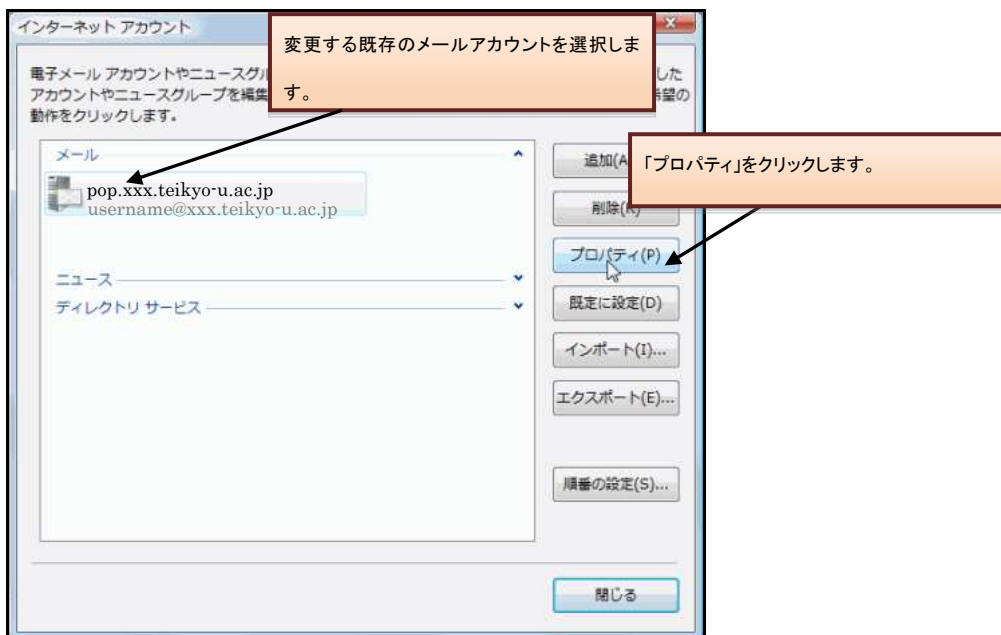 インターネット アカウント
変更する既存のメールアカウントを選択しま
す。
電子メール アカウントやニュースグル した
アカウントやニュースグループを編集 希望の
動作をクリックします。
メール
追加(A
「プロパティ」をクリックします。
pop.xxx.teikyo-u.ac.jp
username@xxx.teikyo-u.ac.jp
削除(R)
プロパティ(P)
ニュース
ディレクトリ サービス
既定に設定(D)
インポート(I)...
エクスポート(E)...
順番の設定(S)...
閉じる